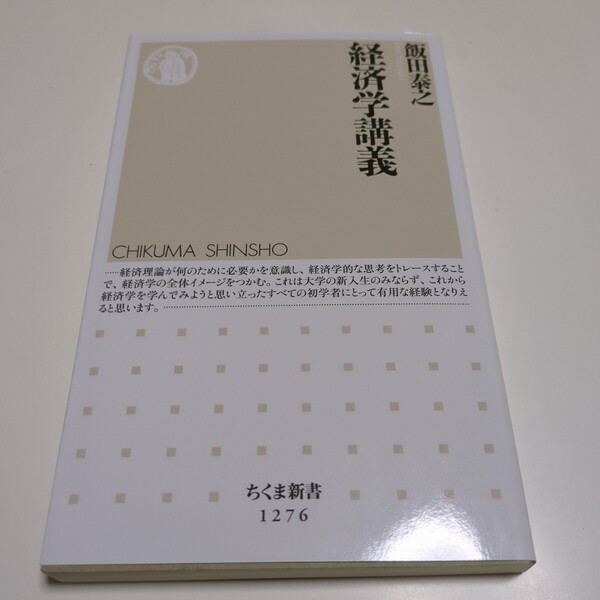 飯田泰之
経済学講義
CHIKUMA SHINSHO
……経済理論が何のために必要かを意識し、経済学的な思考をトレースすること
で、経済学の全体イメージをつかむ。これは大学の新入生のみならず、これから
経済学を学んでみようと思い立ったすべての初学者にとって有用な経験となりえ
ると思います。
ちくま新書
1276